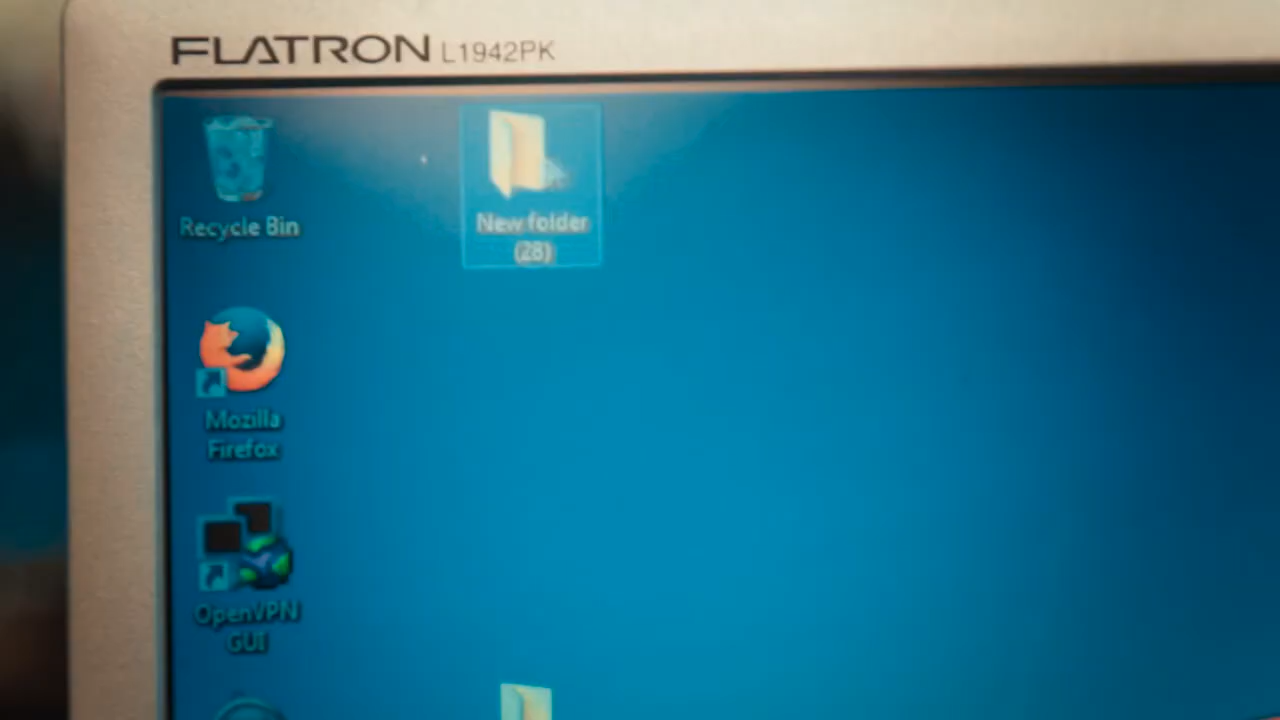 FLATRON L1942PK
Recycle Bin
New folder
(28)
Mozilla
Firefox
OpenVPN
GUI